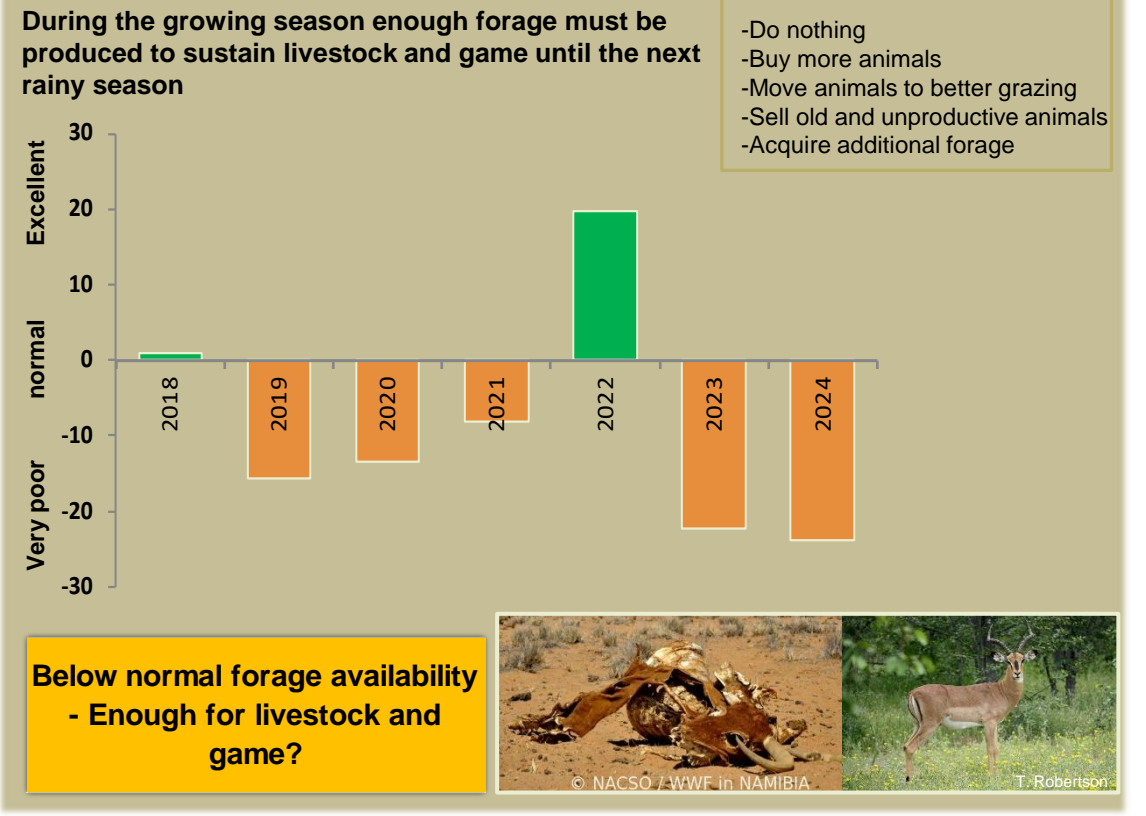 During the growing season enough forage must be
produced to sustain livestock and game until the next
rainy season
-Do nothing
-Buy more animals
-Move animals to better grazing
-Sell old and unproductive animals
-Acquire additional forage
Excellent
normal
Very poor
30
20
10
0
-10
-20
-30
2018
2019
2020
2021
2022
2023
2024
Below normal forage availability
- Enough for livestock and
game?
© NACSO / WWF in NAMIBIA
T. Robertson